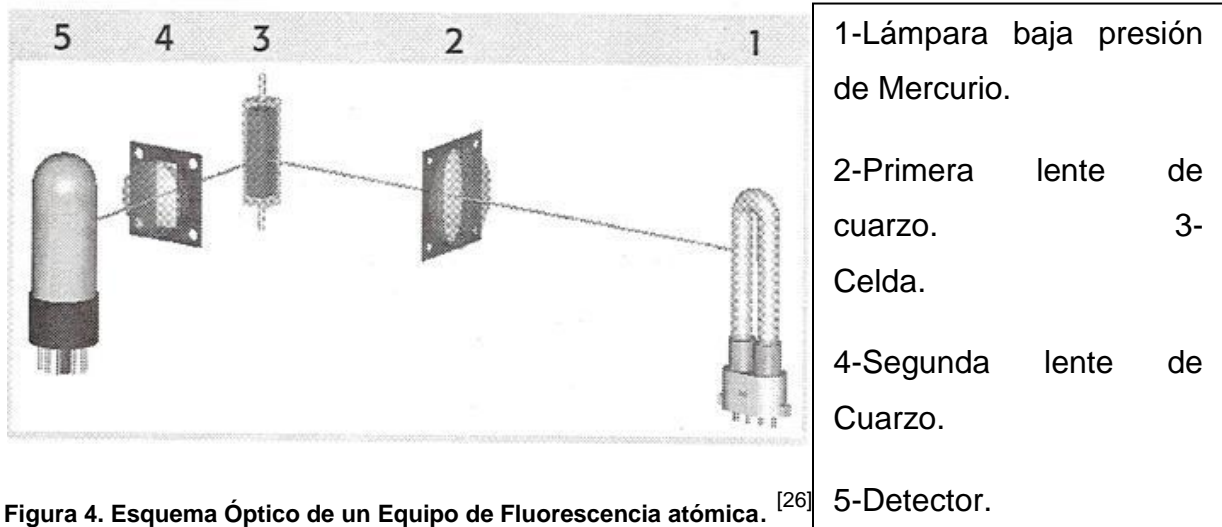 5 4 3 2 1
Figura 4. Esquema Óptico de un Equipo de Fluorescencia atómica. [26]
1-Lámpara baja presión
de Mercurio.
2-Primera lente de
cuarzo. 3-
Celda.
4-Segunda lente de
Cuarzo.
5-Detector.